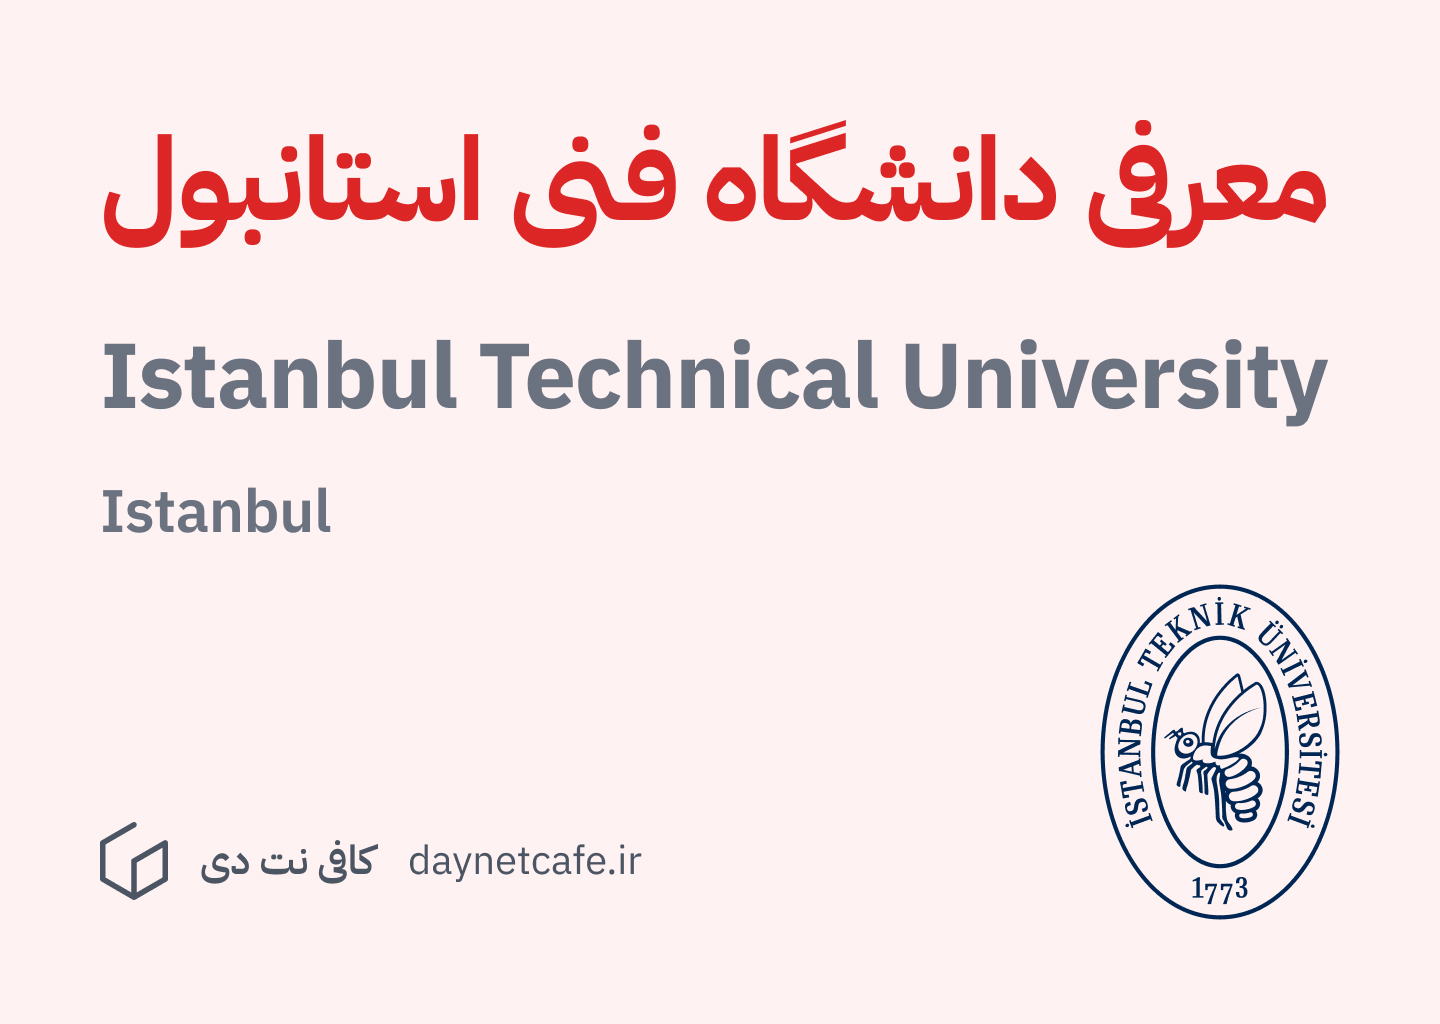 معرفی دانشگاه فنی استانبول
Istanbul Technical University
Istanbul
İSTANBUL TEKNİK ÜNİVERSİTESİ
1773
کافی نت دی daynetcafe.ir